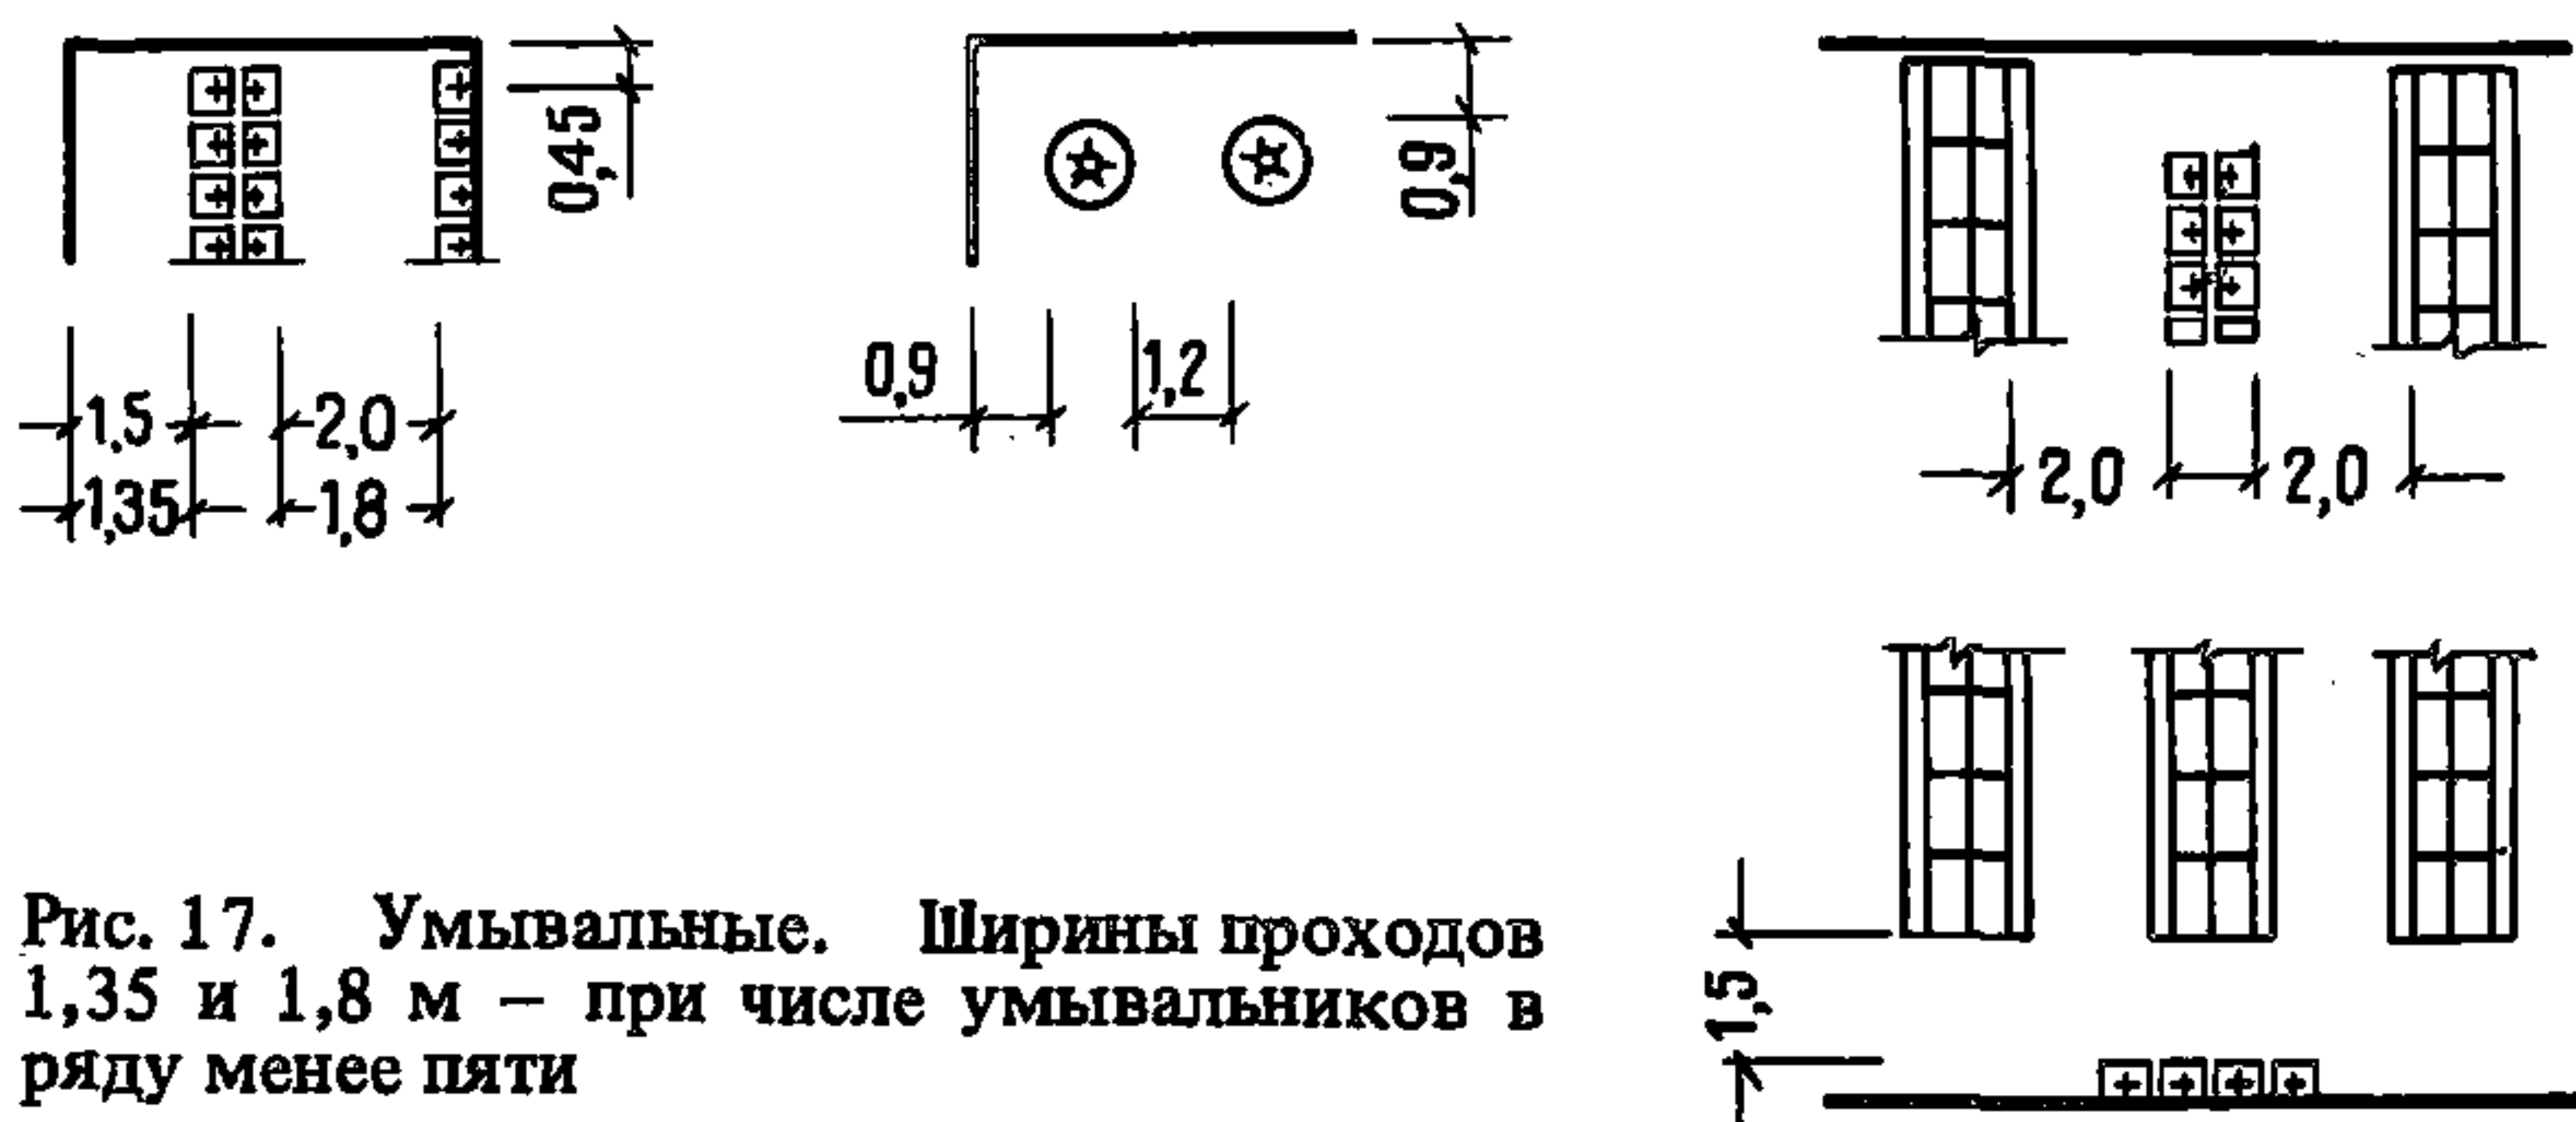 0,45
1,5 2,0
1,35 1,8
0,9
0,9 1,2
2,0 2,0
1,5
Рис. 17. Умывальные. Ширины проходов
1,35 и 1,8 м – при числе умывальников в
ряду менее пяти